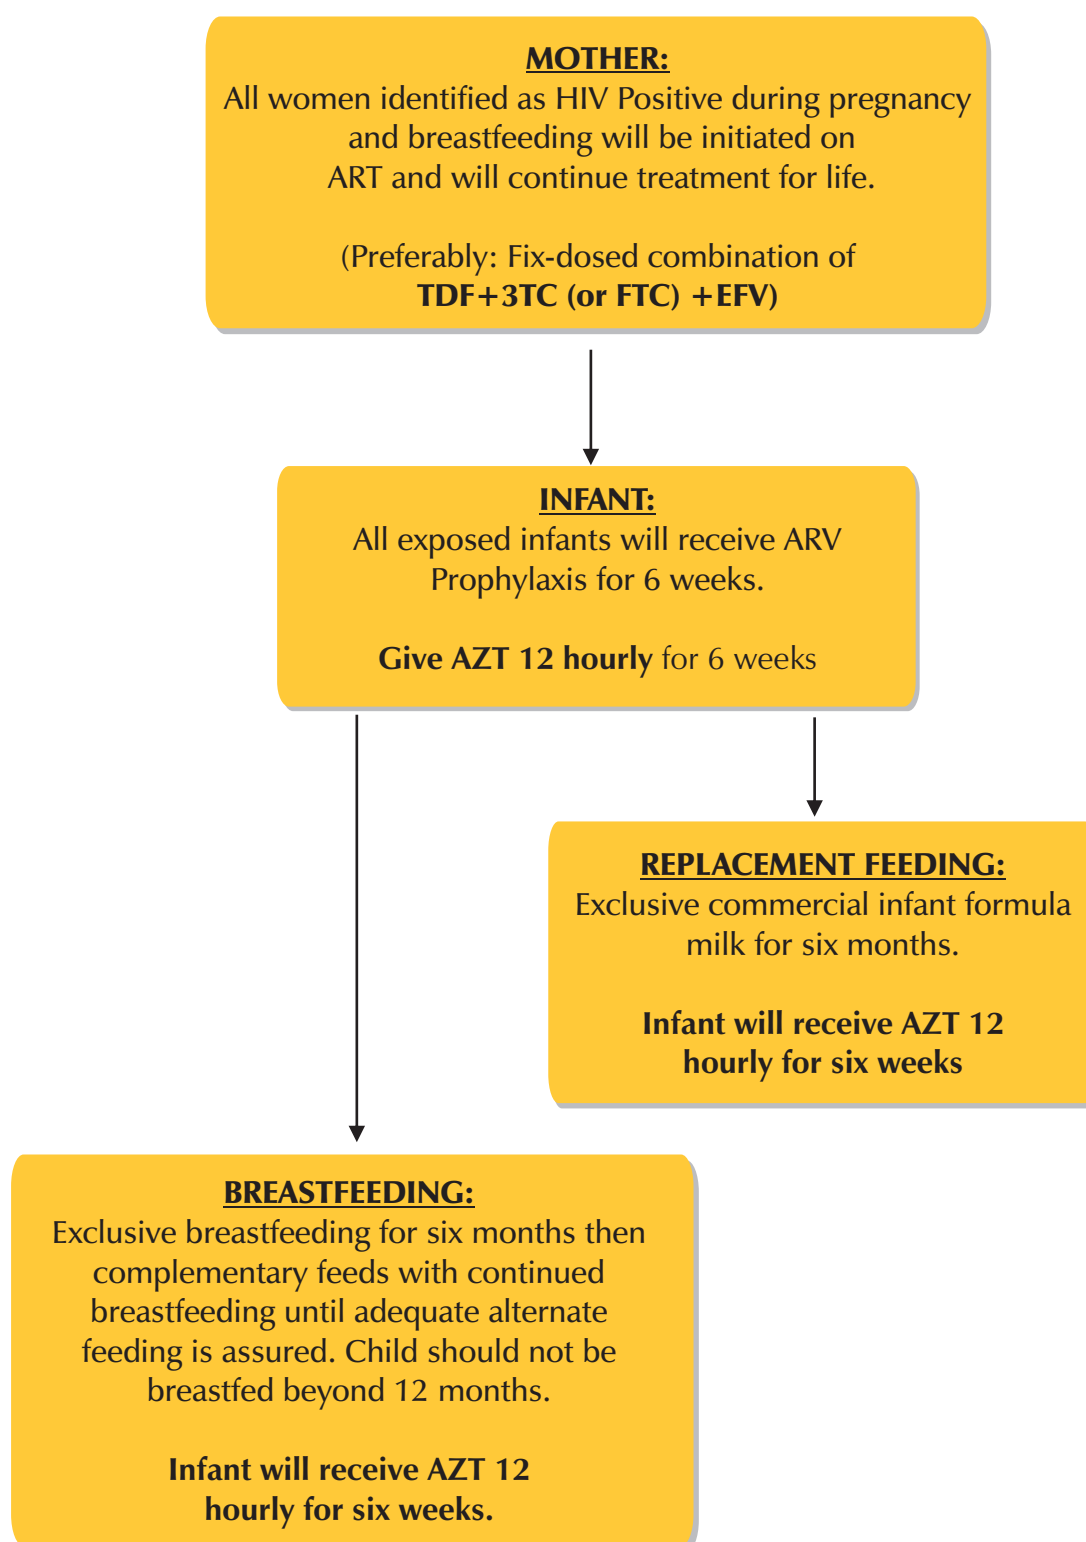 MOTHER:
All women identified as HIV Positive during pregnancy
and breastfeeding will be initiated on
ART and will continue treatment for life.
(Preferably: Fix-dosed combination of
TDF+3TC (or FTC) +EFV)
INFANT:
All exposed infants will receive ARV
Prophylaxis for 6 weeks.
Give AZT 12 hourly for 6 weeks
REPLACEMENT FEEDING:
Exclusive commercial infant formula
milk for six months.
Infant will receive AZT 12
hourly for six weeks
BREASTFEEDING:
Exclusive breastfeeding for six months then
complementary feeds with continued
breastfeeding until adequate alternate
feeding is assured. Child should not be
breastfed beyond 12 months.
Infant will receive AZT 12
hourly for six weeks.